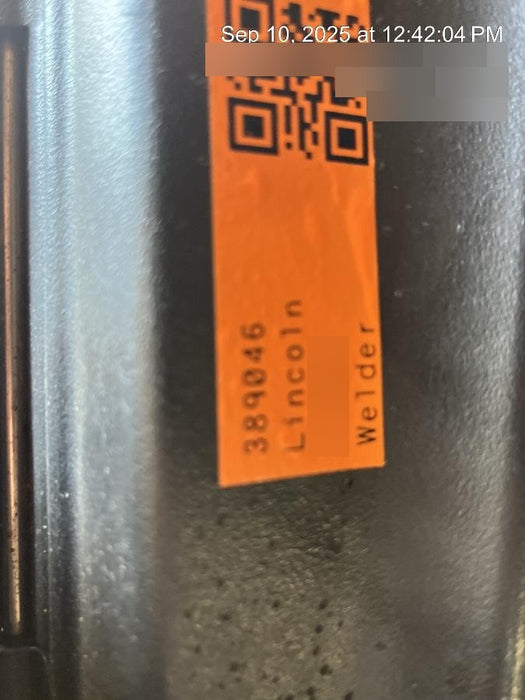 Sep 10, 2025 at 12:42:04 PM
389046
Lincoln
Welder